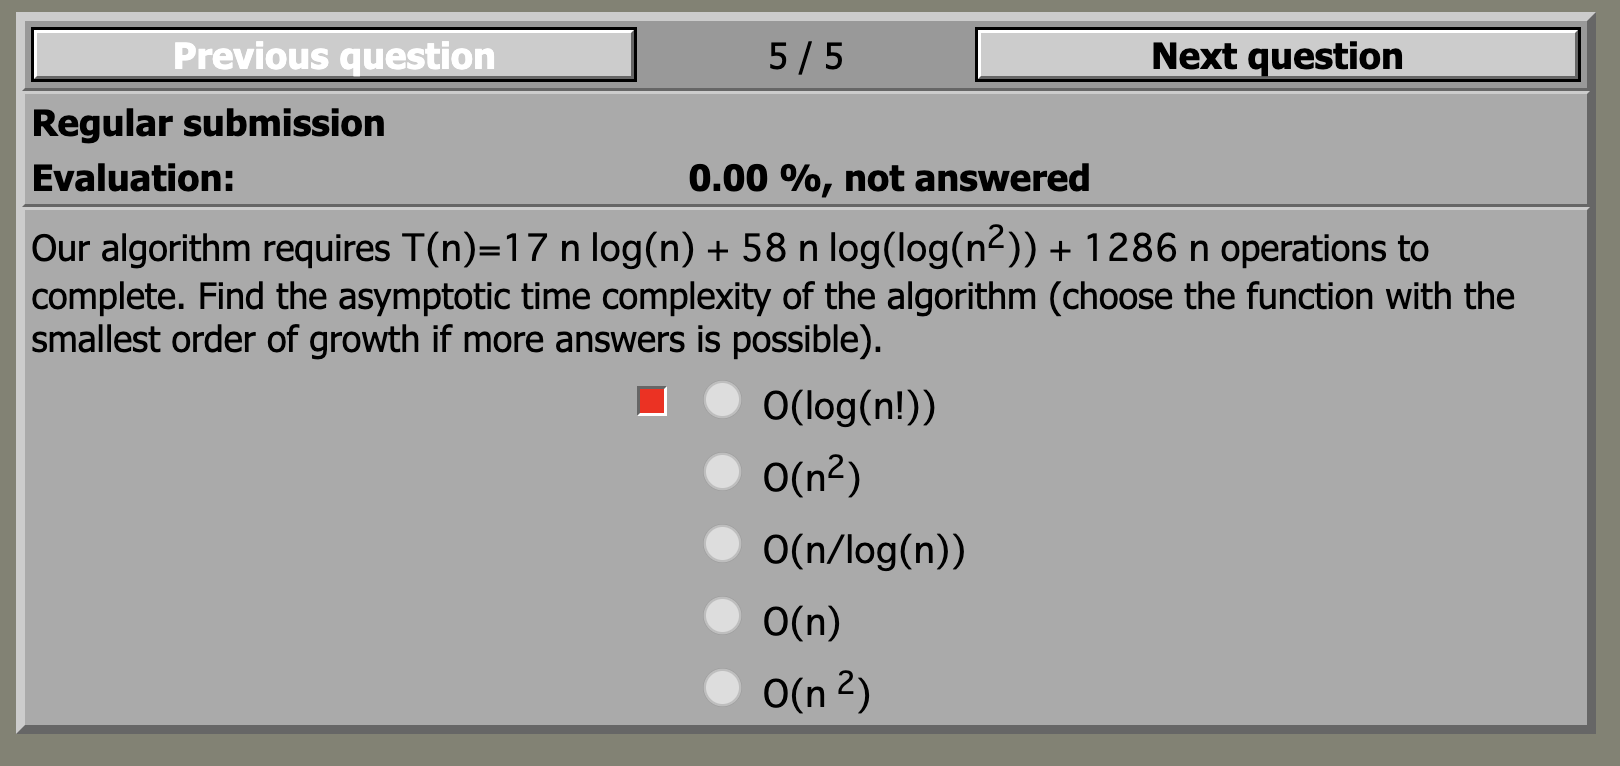 Previous question 5 / 5 Next question
Regular submission
Evaluation: 0.00 %, not answered
Our algorithm requires T(n)=17 n log(n) + 58 n log(log(n²)) + 1286 n operations to
complete. Find the asymptotic time complexity of the algorithm (choose the function with the
smallest order of growth if more answers is possible).
O(log(n!))
O(n²)
O(n/log(n))
O(n)
O(n ²)